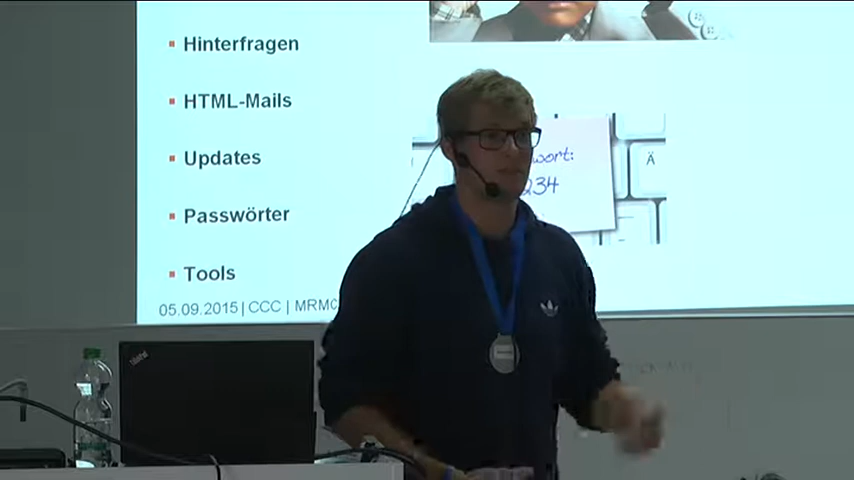 Hinterfragen
HTML-Mails
Updates
wort:
234
Ä
Passwörter
Tools
05.09.2015|CCC | MRMC